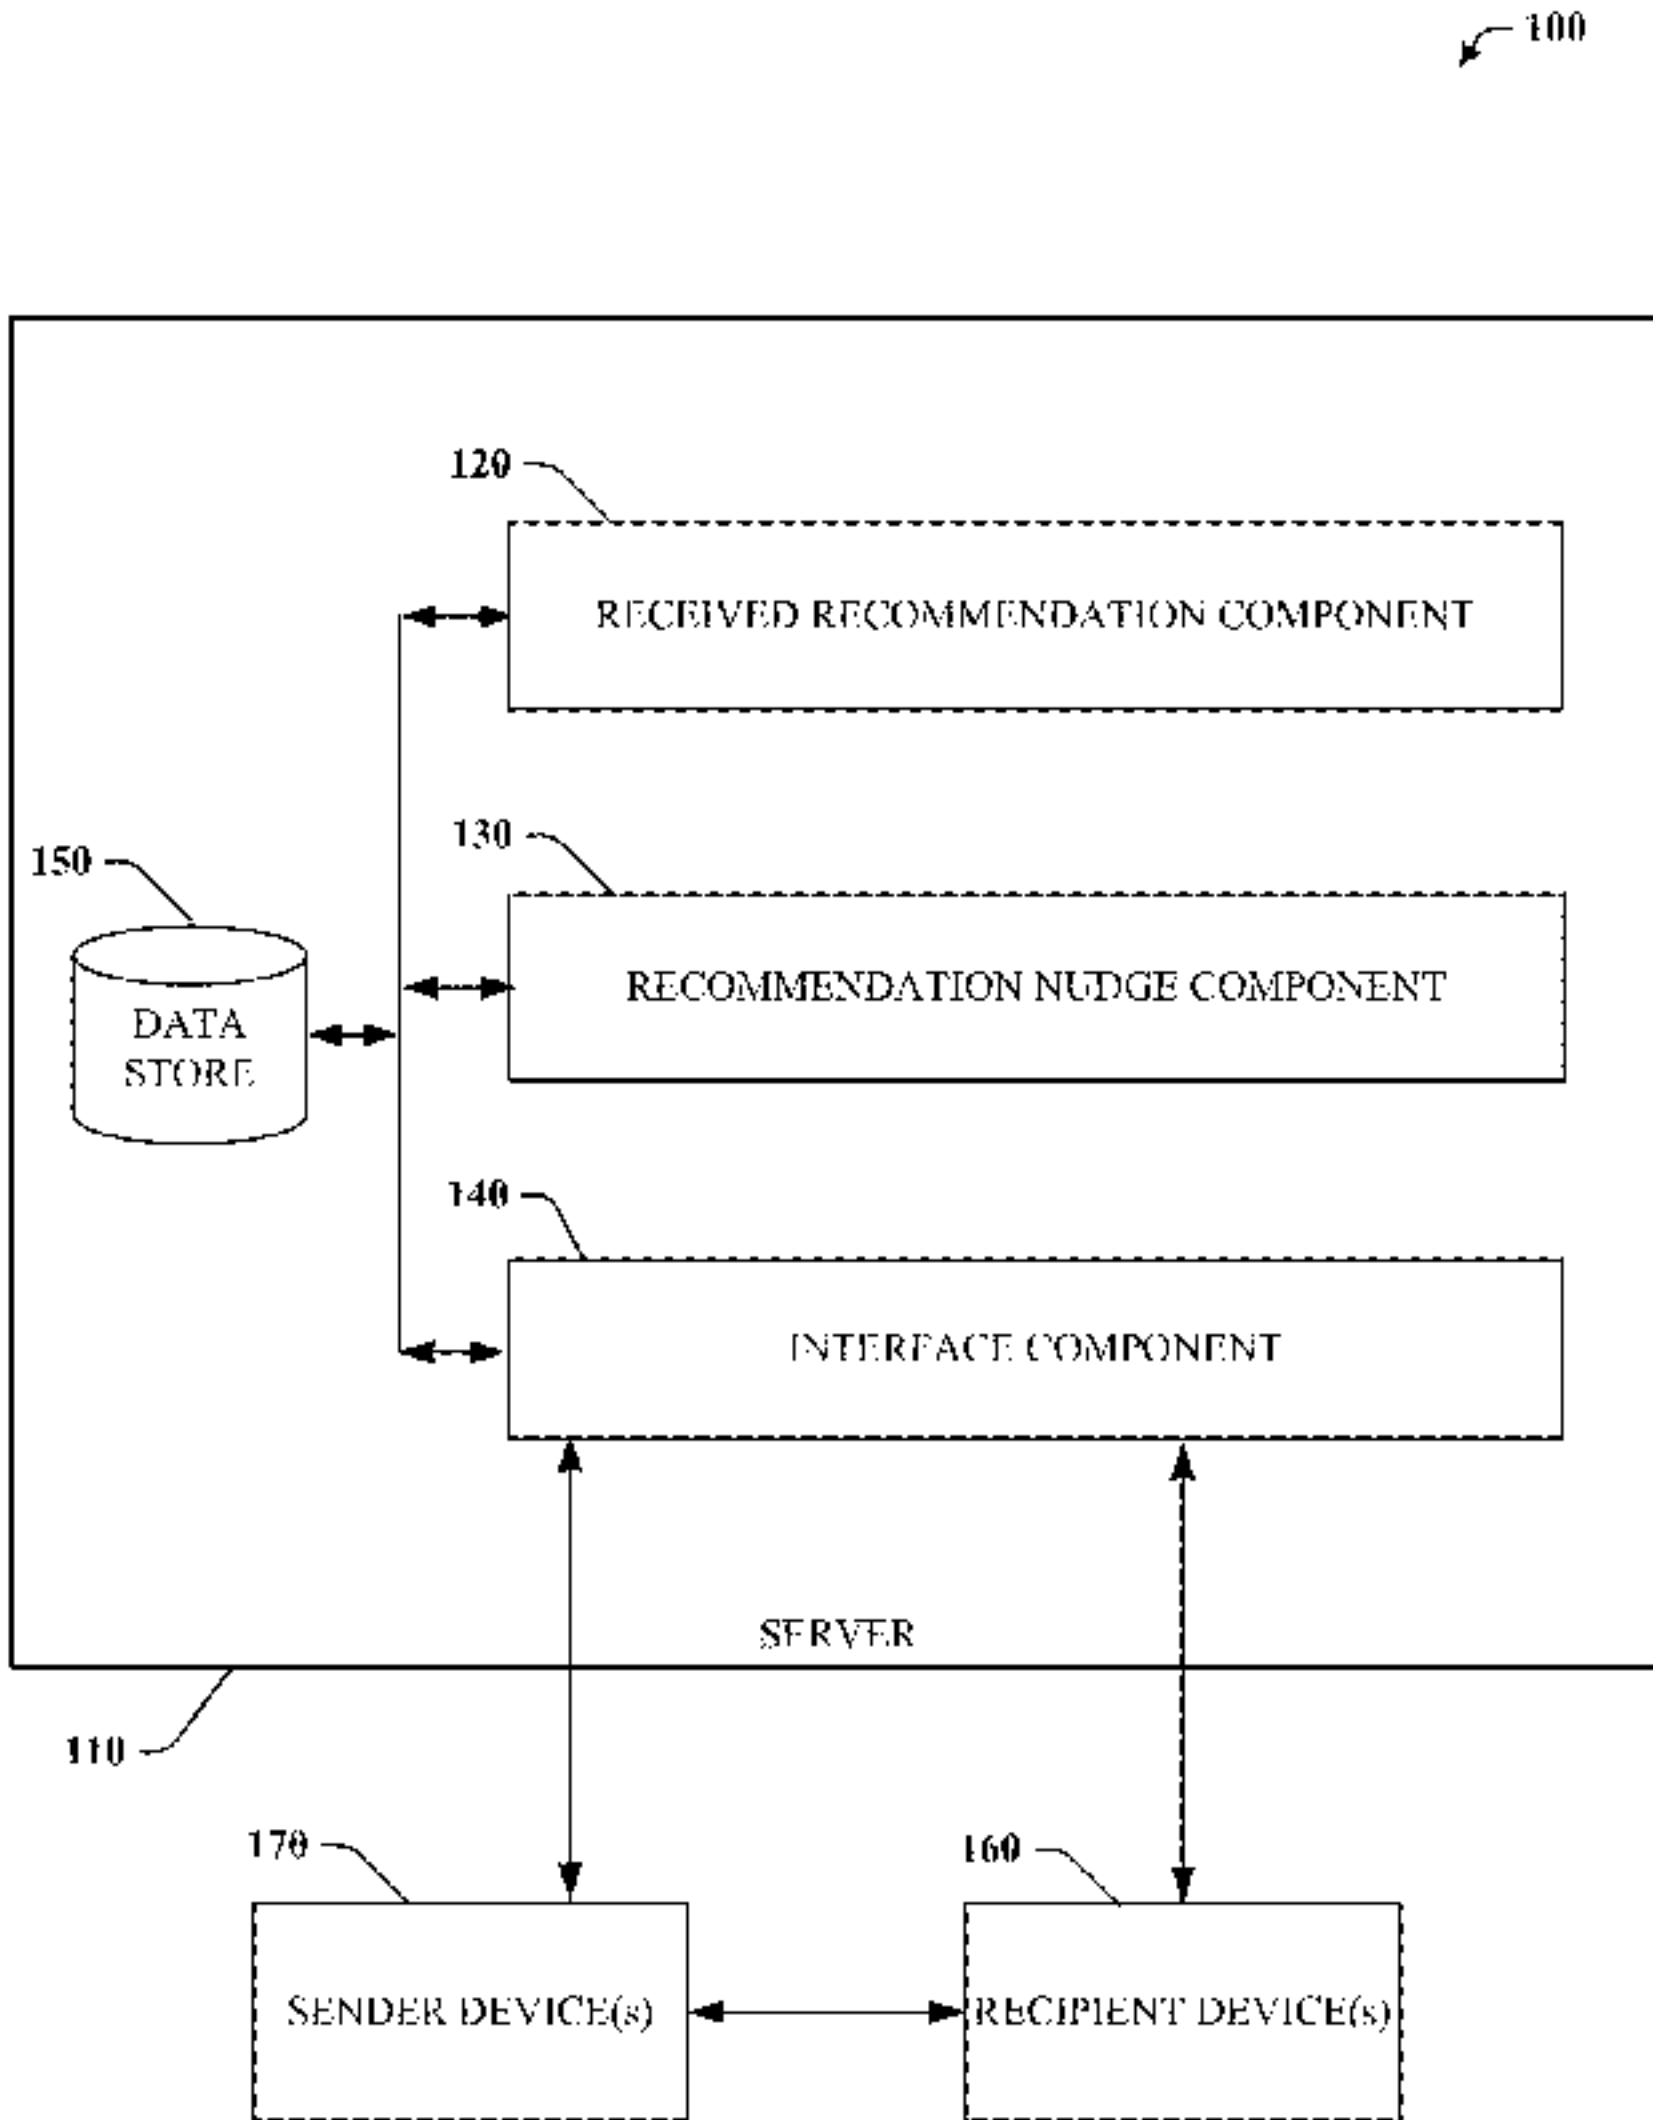 100
120
RECEIVED RECOMMENDATION COMPONENT
130
150
RECOMMENDATION NUDGE COMPONENT
DATA
STORE
140
INTERFACE COMPONENT
SERVER
110
170
160
SENDER DEVICE(s)
RECIPIENT DEVICE(s)